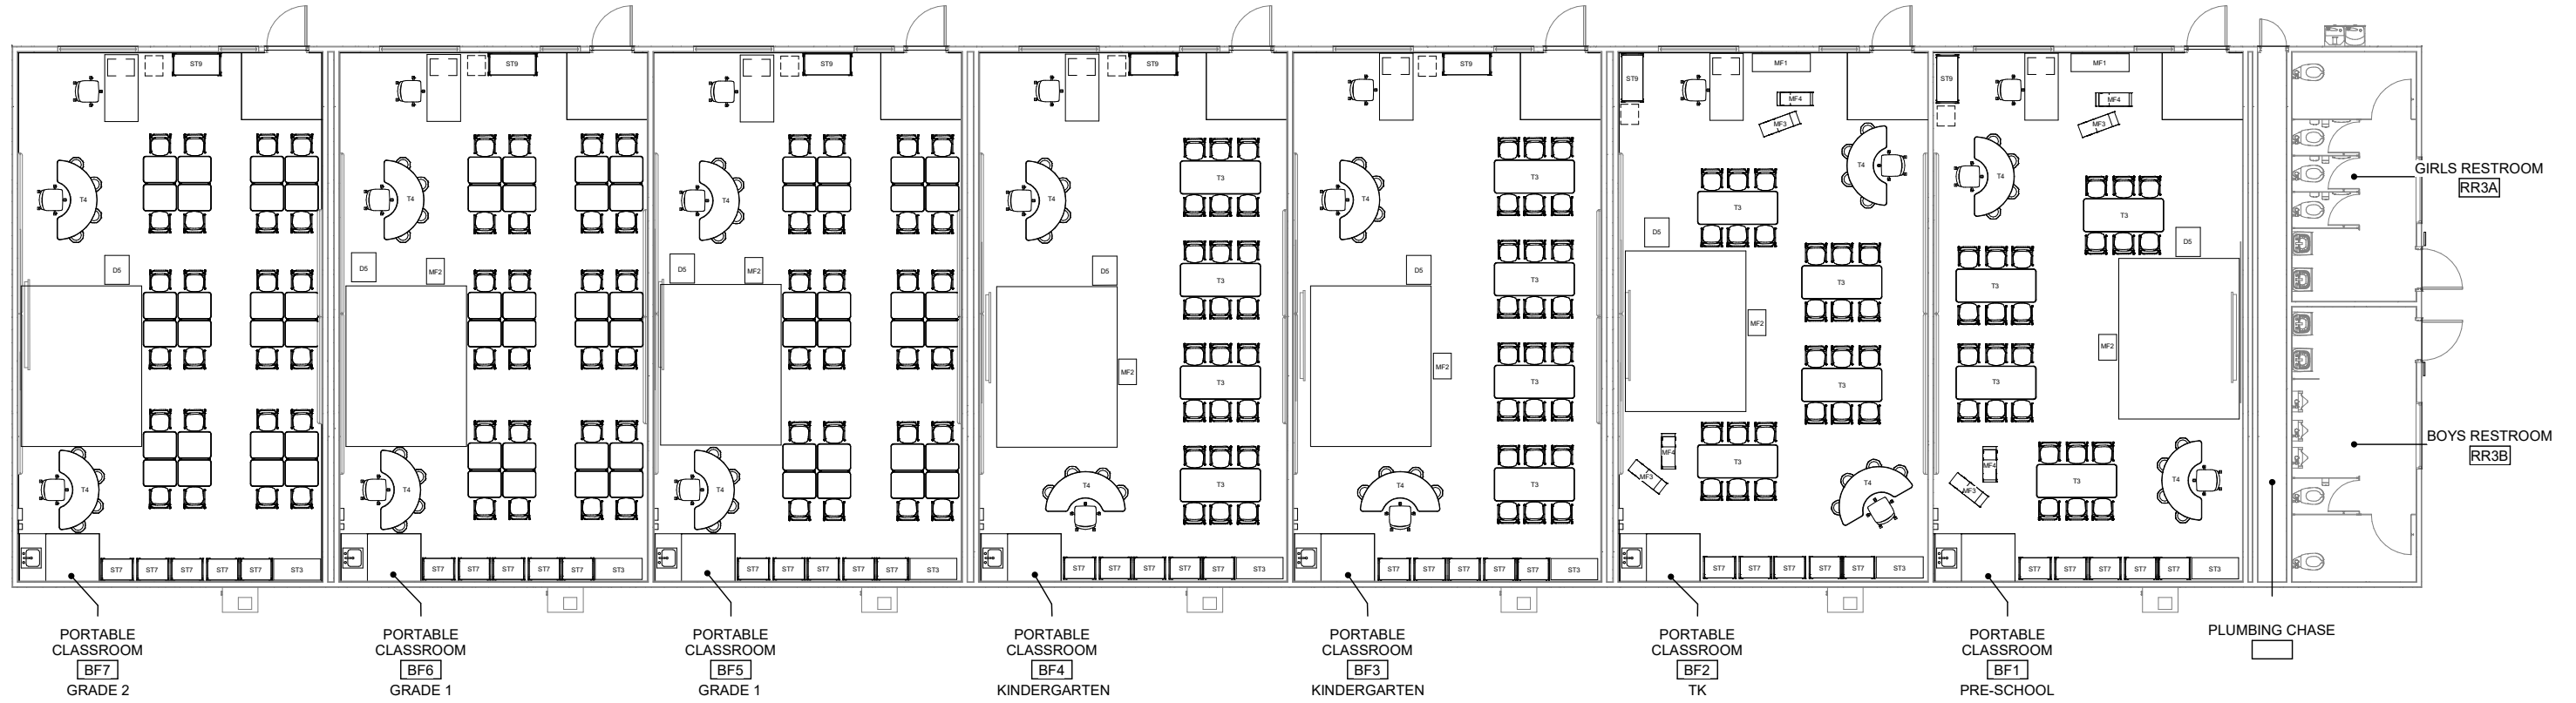 ST9
T4
D5
T4
ST7
ST7
ST7
ST7
ST7
ST3
PORTABLE
CLASSROOM
BF7
GRADE 2
ST9
T4
D5
MF2
T4
ST7
ST7
ST7
ST7
ST7
ST3
PORTABLE
CLASSROOM
BF6
GRADE 1
ST9
T4
D5
MF2
T4
ST7
ST7
ST7
ST7
ST7
ST3
PORTABLE
CLASSROOM
BF5
GRADE 1
ST9
T3
T4
D5
T3
MF2
T3
T4
T3
ST7
ST7
ST7
ST7
ST7
ST3
PORTABLE
CLASSROOM
BF4
KINDERGARTEN
ST9
T3
T4
D5
T3
MF2
T3
T4
T3
ST7
ST7
ST7
ST7
ST7
ST3
PORTABLE
CLASSROOM
BF3
KINDERGARTEN
ST9
MF1
MF4
MF3
T4
T3
D5
T3
MF2
T3
MF4
MF3
T3
T4
ST7
ST7
ST7
ST7
ST7
ST3
PORTABLE
CLASSROOM
BF2
TK
ST9
MF1
MF4
MF3
T4
T3
D5
T3
MF2
T3
MF4
MF3
T3
T4
ST7
ST7
ST7
ST7
ST7
ST3
PORTABLE
CLASSROOM
BF1
PRE-SCHOOL
GIRLS RESTROOM
RR3A
BOYS RESTROOM
RR3B
PLUMBING CHASE